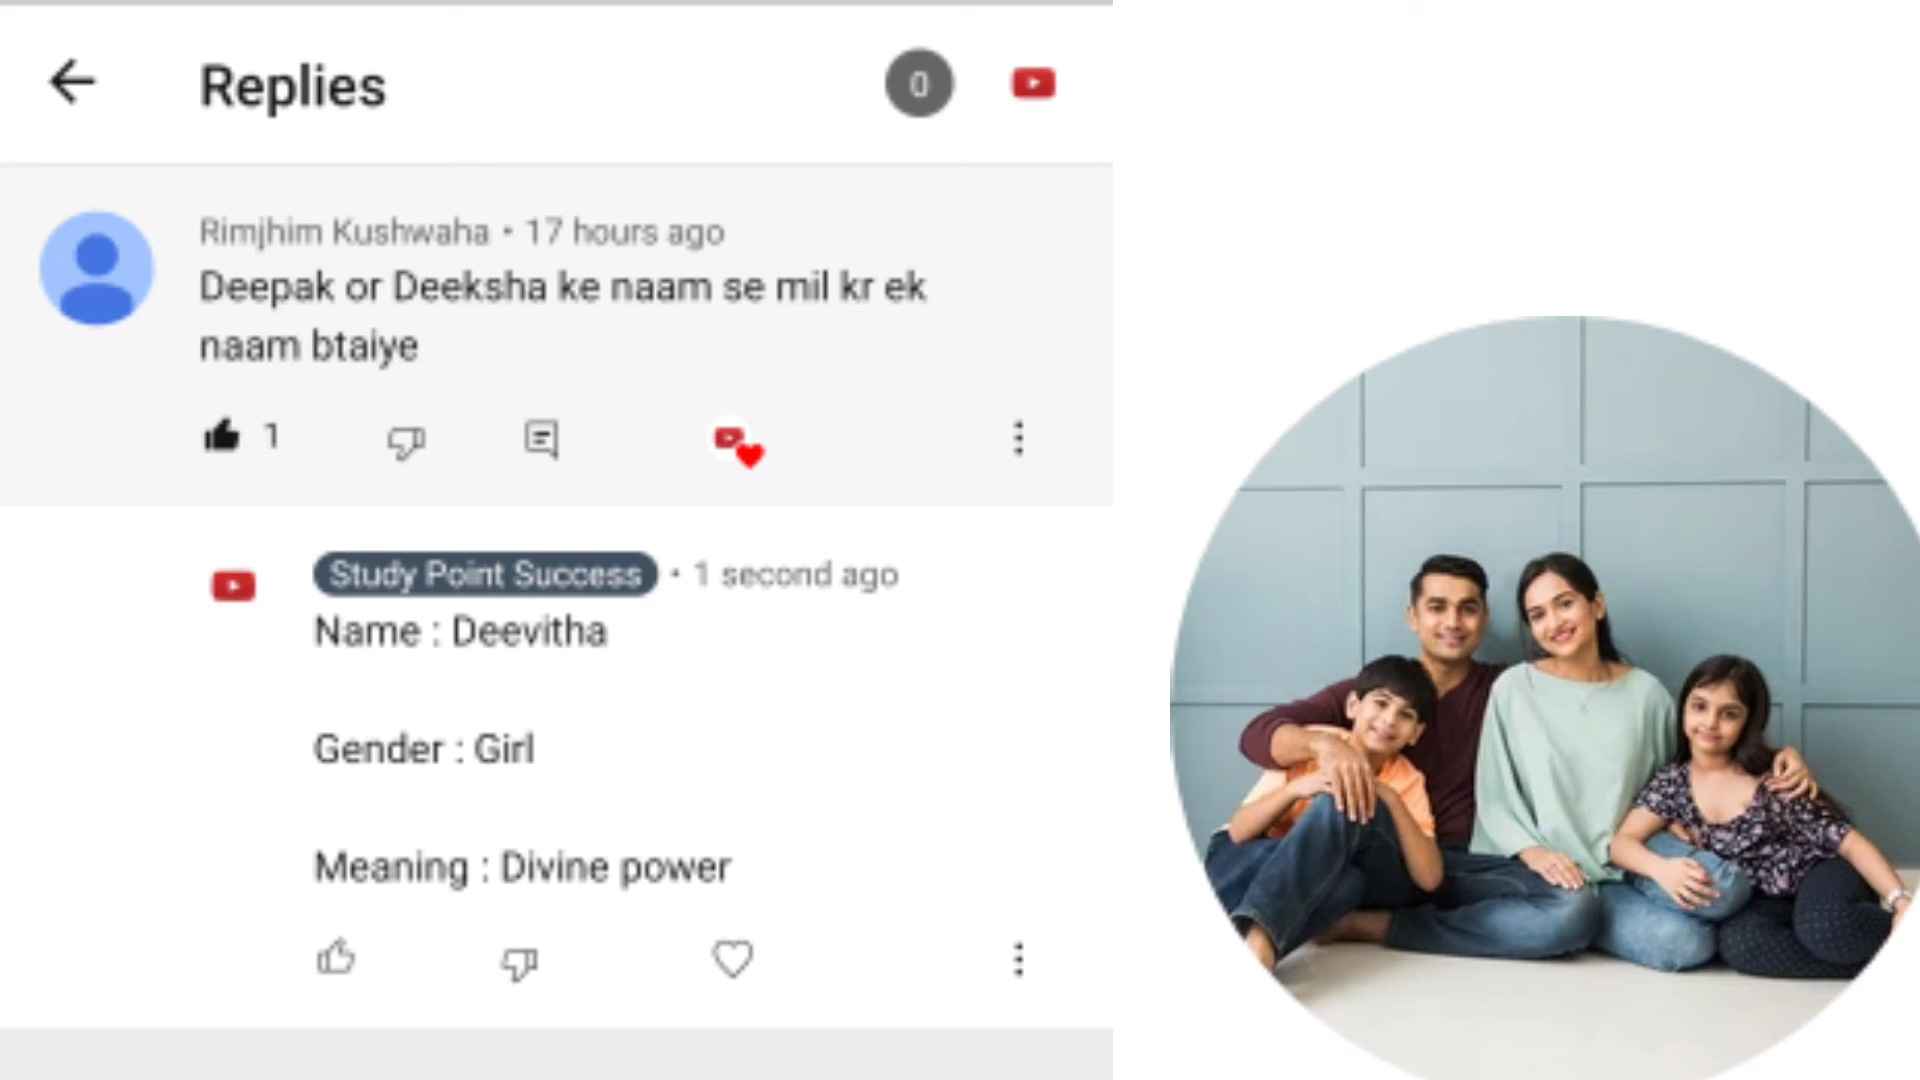 Replies
0
Rimjhim Kushwaha • 17 hours ago
Deepak or Deeksha ke naam se mil kr ek
naam btaiye
1
Study Point Success • 1 second ago
Name : Deevitha
Gender : Girl
Meaning : Divine power